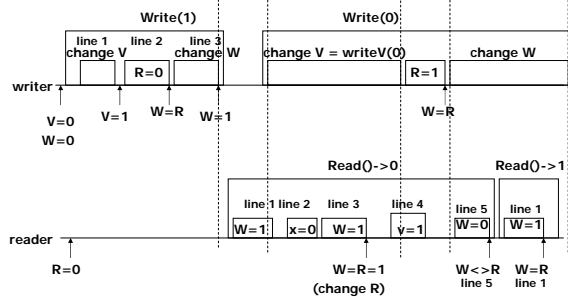 Write(1) Write(0)
line 1 line 2 line 3
change V change W change V = writeV(0) change W
R=0 R=1
writer
V=0 V=1 W=R W=1 W=R
W=0
Read()->0 Read()->1
line 1 line 2 line 3 line 4 line 5 line 1
W=1 x=0 W=1 v=1 W=0 W=1
reader
R=0 W=R=1 W<>R W=R
(change R) line 5 line 1